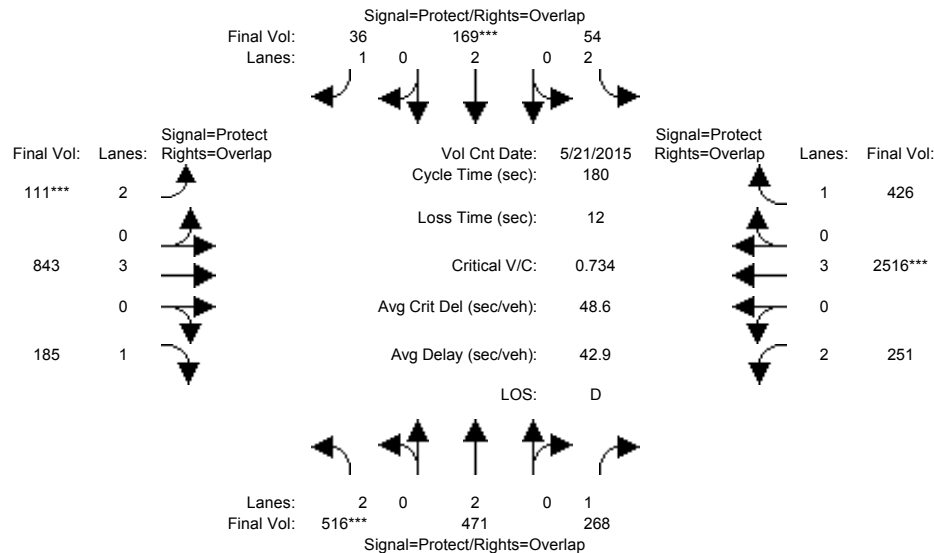 Signal=Protect/Rights=Overlap
Final Vol: 36 169*** 54
Lanes: 1 0 2 0 2
Signal=Protect
Final Vol: Lanes: Rights=Overlap
Vol Cnt Date: 5/21/2015
Signal=Protect
Rights=Overlap Lanes: Final Vol:
Cycle Time (sec): 180
111*** 2
1 426
Loss Time (sec): 12
0
0
843 3
Critical V/C: 0.734
3 2516***
0
Avg Crit Del (sec/veh): 48.6
0
185 1
Avg Delay (sec/veh): 42.9
2 251
LOS: D
Lanes: 2 0 2 0 1
Final Vol: 516*** 471 268
Signal=Protect/Rights=Overlap